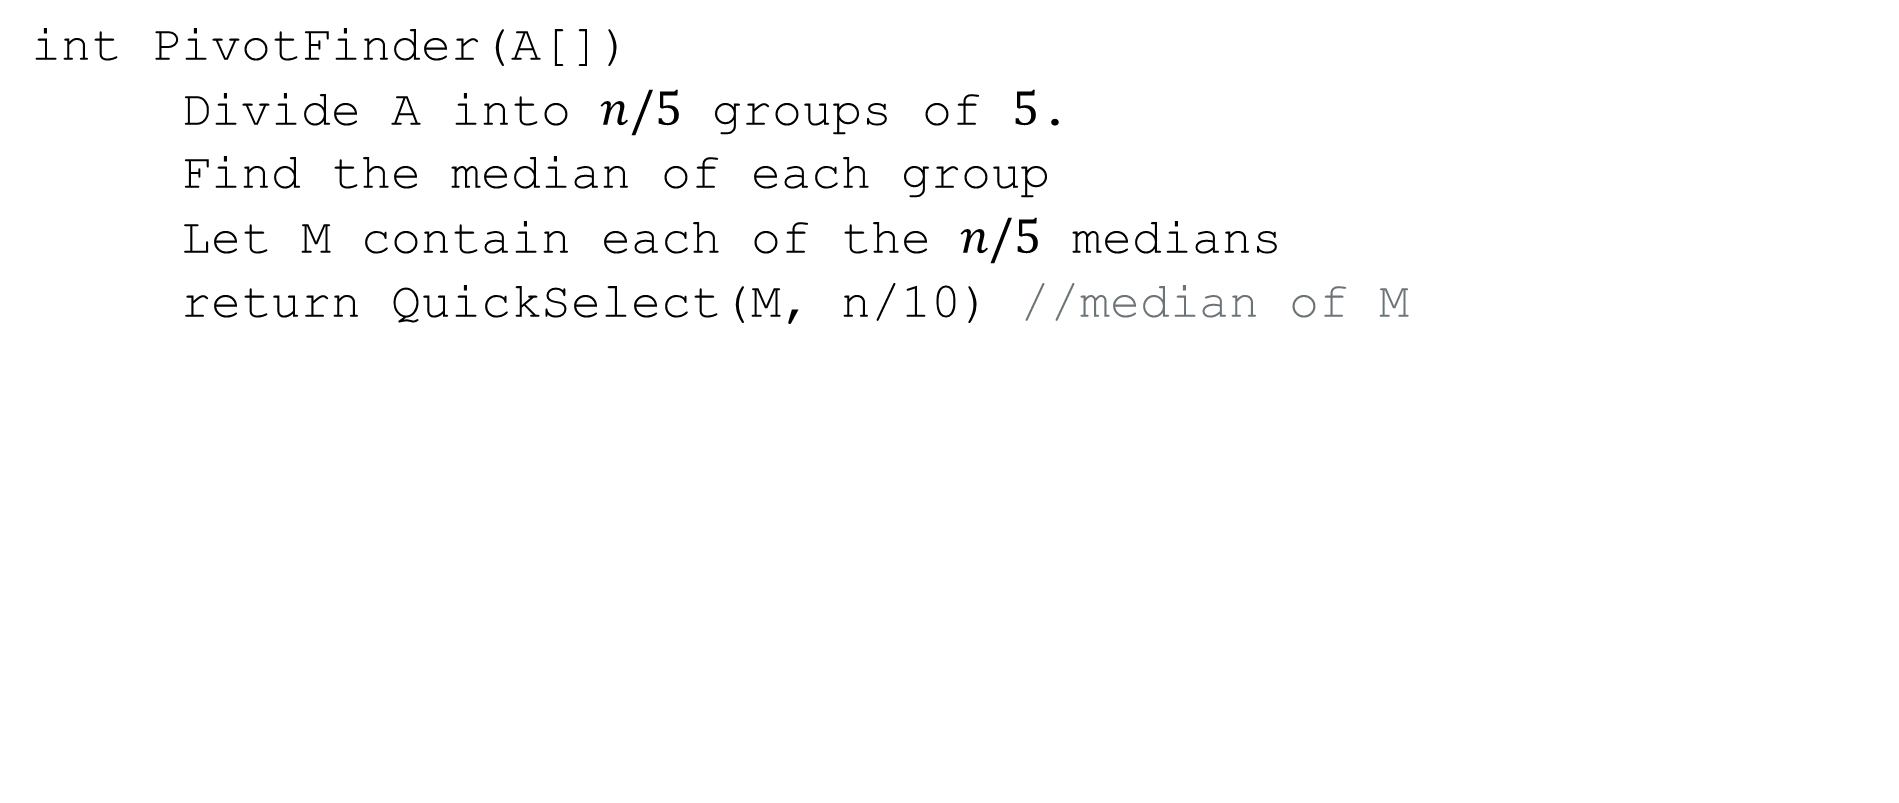 int PivotFinder(A[])
Divide A into n/5 groups of 5.
Find the median of each group
Let M contain each of the n/5 medians
return QuickSelect(M, n/10) //median of M